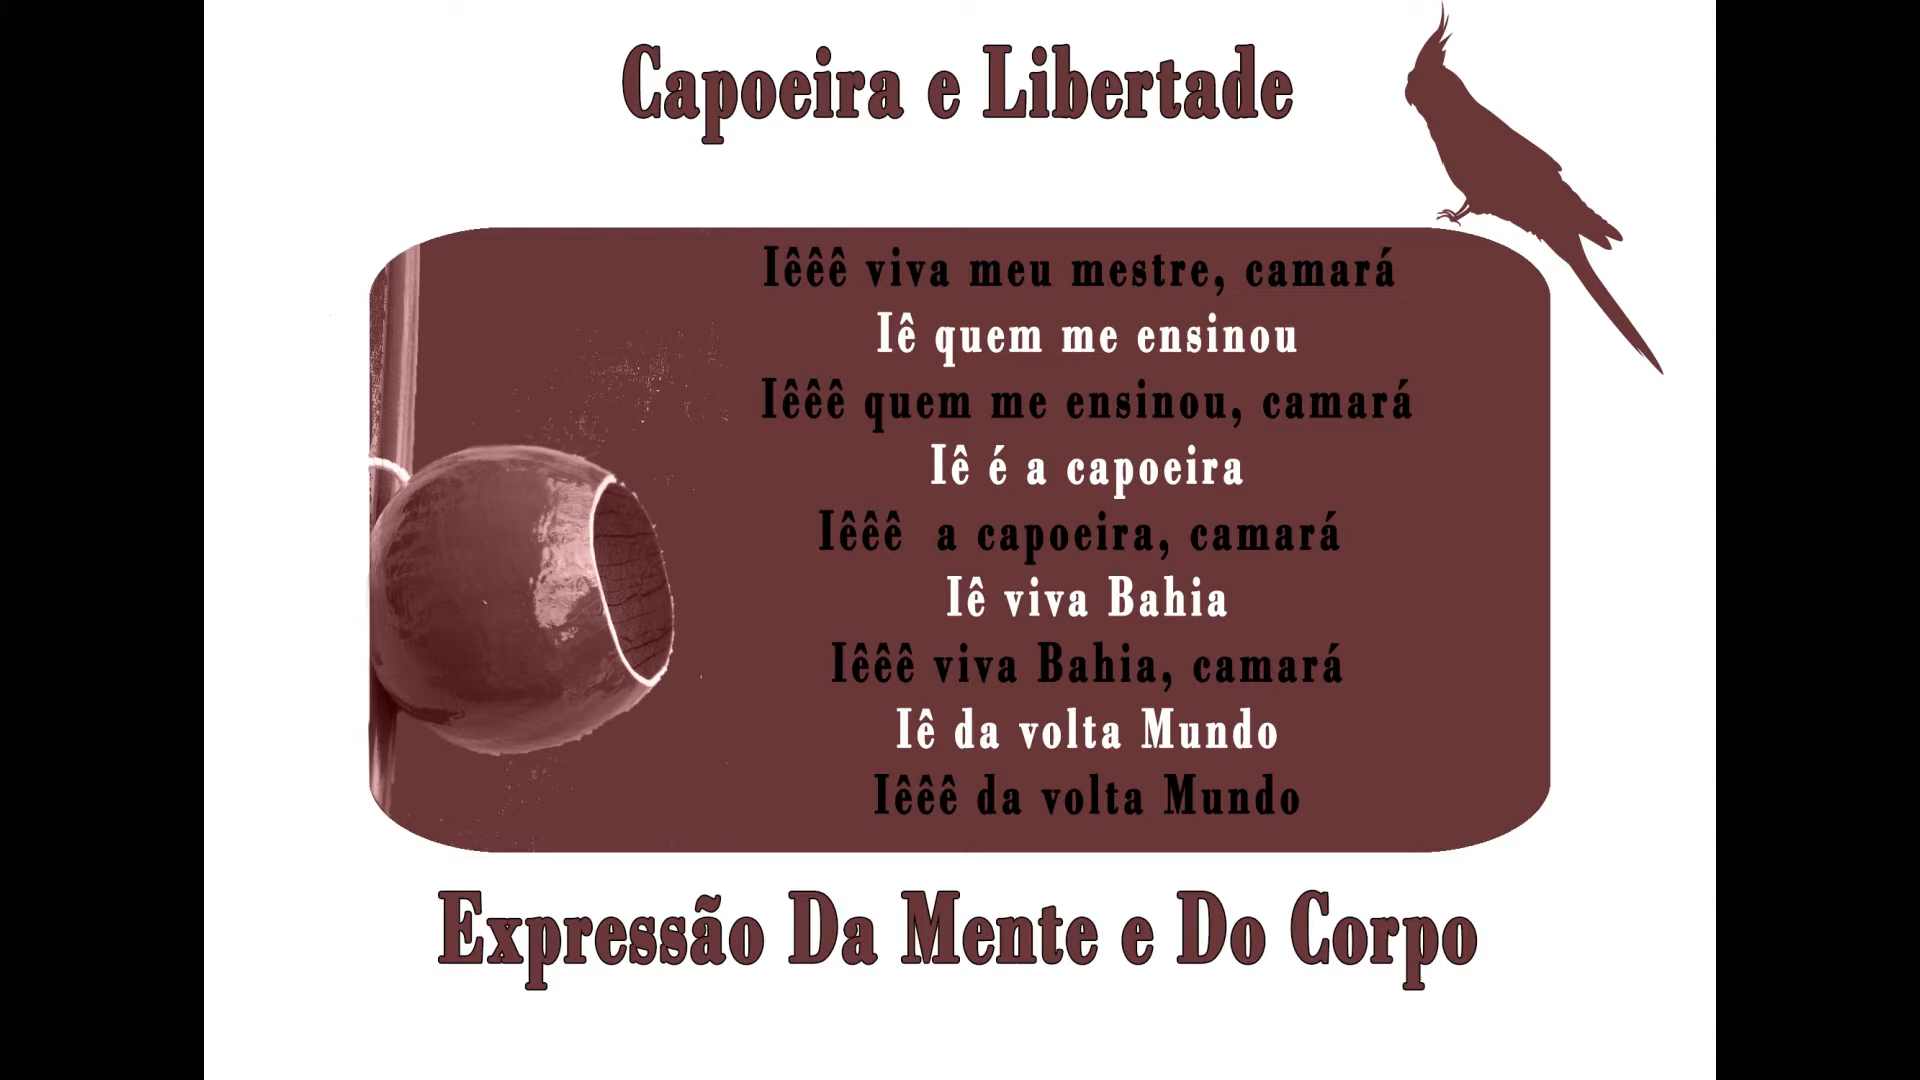 Capoeira e Libertade
Iêêê viva meu mestre, camará
Iê quem me ensinou
Iêêê quem me ensinou, camará
Iê é a capoeira
Iêêê a capoeira, camará
Iê viva Bahia
Iêêê viva Bahia, camará
Iê da volta Mundo
Iêêê da volta Mundo
Expressão Da Mente e Do Corpo